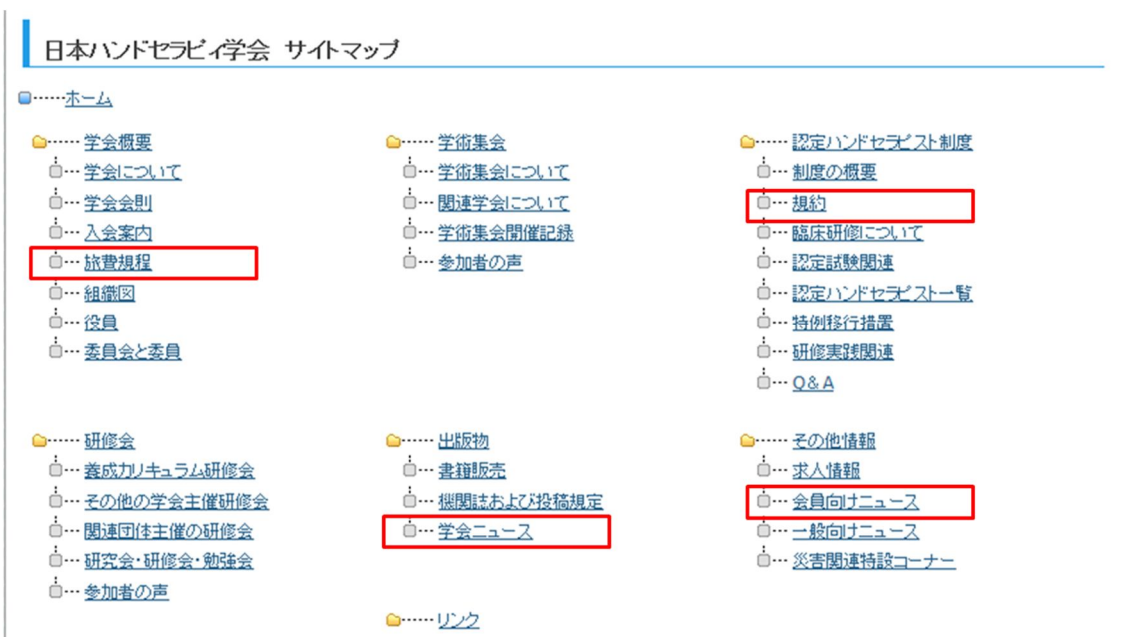 日本ハンドセラピィ学会 サイトマップ
ホーム
学会概要
学会について
学会会則
入会案内
旅費規程
組織図
役員
委員会と委員
学術集会
学術集会について
関連学会について
学術集会開催記録
参加者の声
認定ハンドセラピスト制度
制度の概要
規約
臨床研修について
認定試験関連
認定ハンドセラピスト一覧
特例移行措置
研修実践関連
Q&A
研修会
養成カリキュラム研修会
その他の学会主催研修会
関連団体主催の研修会
研究会・研修会・勉強会
参加者の声
出版物
書籍販売
機関誌および投稿規定
学会ニュース
その他情報
求人情報
会員向けニュース
一般向けニュース
災害関連特設コーナー
リンク